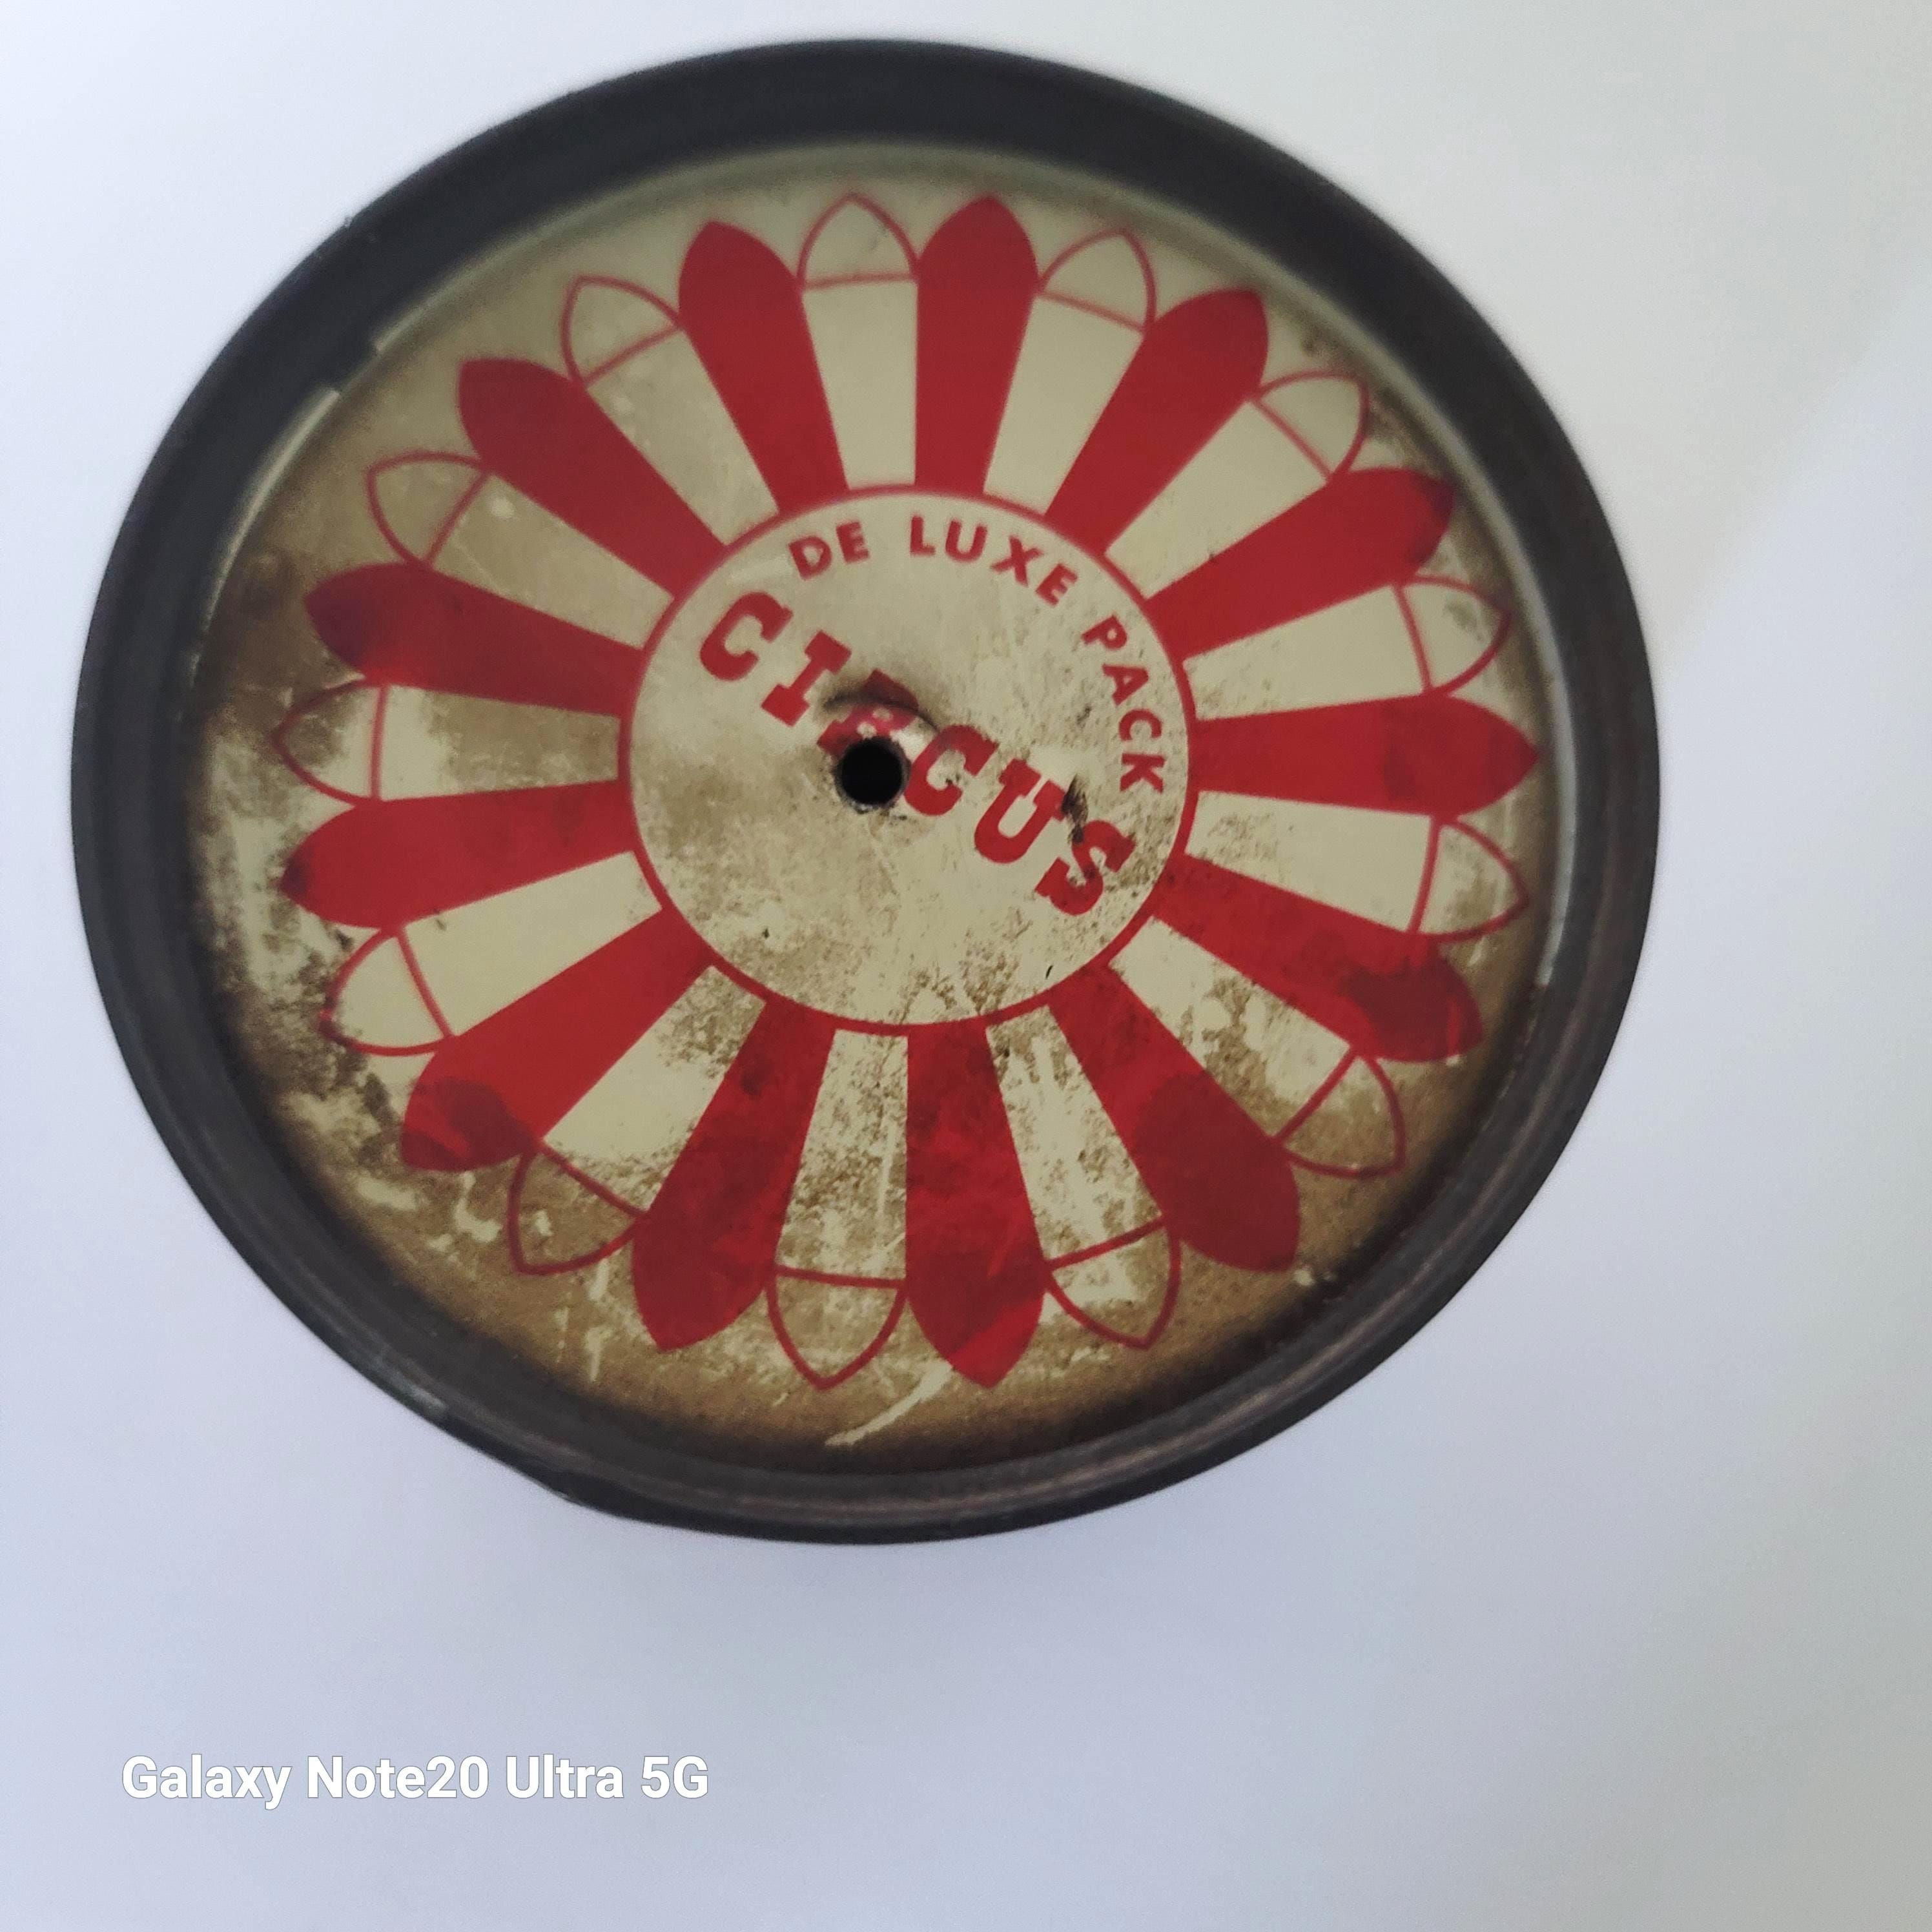 DE LUXE PACK
CIRCUS
Galaxy Note20 Ultra 5G